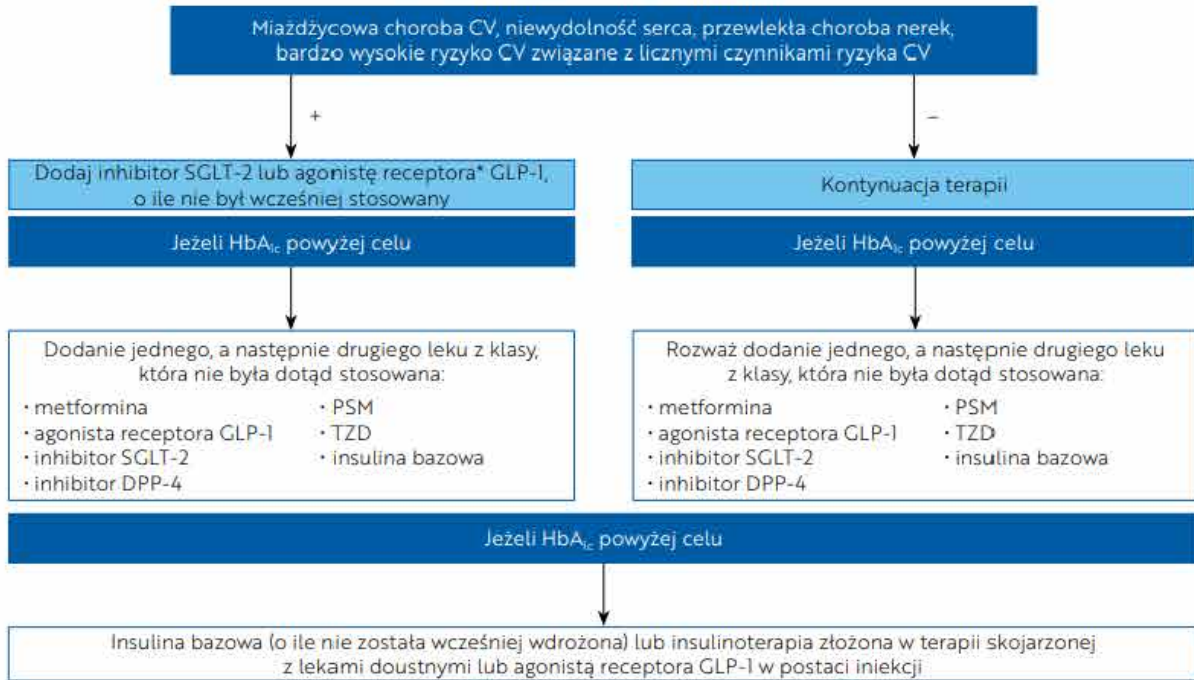 Miażdżycowa choroba CV, niewydolność serca, przewlekła choroba nerek,
bardzo wysokie ryzyko CV związane z licznymi czynnikami ryzyka CV
+
–
Dodaj inhibitor SGLT-2 lub agonistę receptora* GLP-1,
o ile nie był wcześniej stosowany
Kontynuacja terapii
Jeżeli HbA1c powyżej celu
Jeżeli HbA1c powyżej celu
Dodanie jednego, a następnie drugiego leku z klasy,
która nie była dotąd stosowana:
• metformina
• agonista receptora GLP-1
• inhibitor SGLT-2
• inhibitor DPP-4
• PSM
• TZD
• insulina bazowa
Rozważ dodanie jednego, a następnie drugiego leku
z klasy, która nie była dotąd stosowana:
• metformina
• agonista receptora GLP-1
• inhibitor SGLT-2
• inhibitor DPP-4
• PSM
• TZD
• insulina bazowa
Jeżeli HbA1c powyżej celu
Insulina bazowa (o ile nie została wcześniej wdrożona) lub insulinoterapia złożona w terapii skojarzonej
z lekami doustnymi lub agonistą receptora GLP-1 w postaci iniekcji